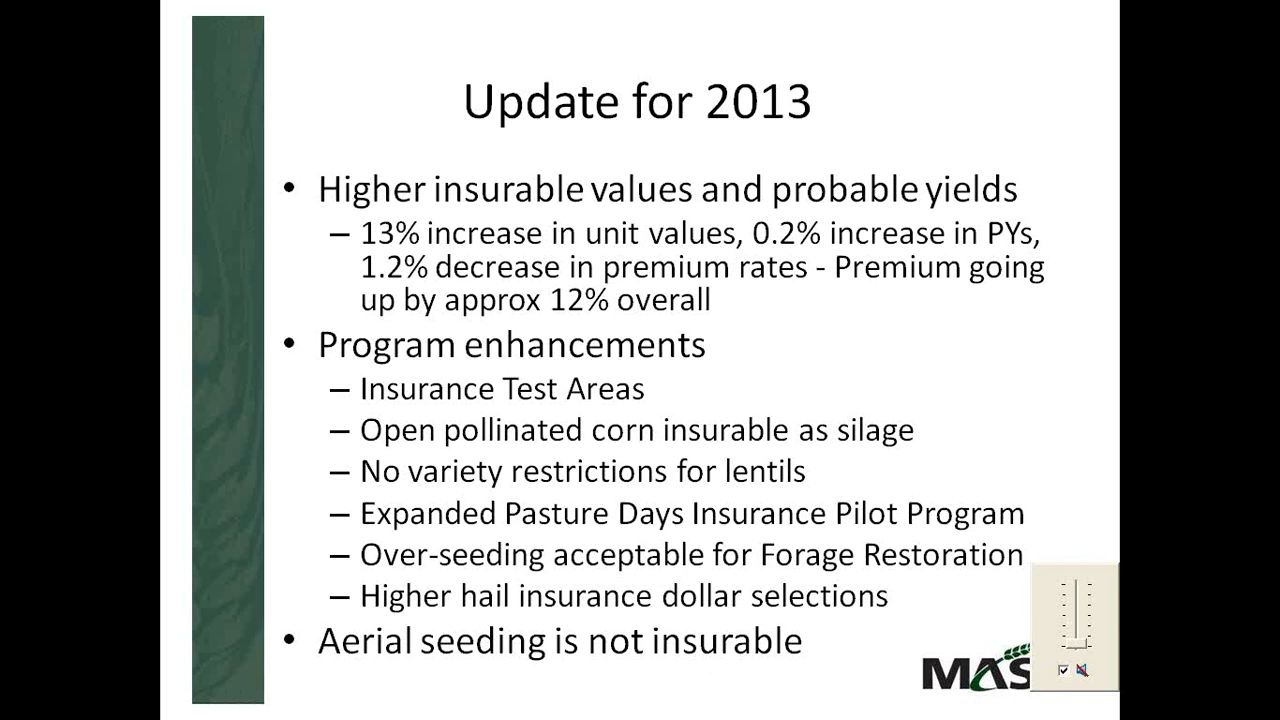 Update for 2013
• Higher insurable values and probable yields
– 13% increase in unit values, 0.2% increase in PYs,
1.2% decrease in premium rates - Premium going
up by approx 12% overall
• Program enhancements
– Insurance Test Areas
– Open pollinated corn insurable as silage
– No variety restrictions for lentils
– Expanded Pasture Days Insurance Pilot Program
– Over-seeding acceptable for Forage Restoration
– Higher hail insurance dollar selections
• Aerial seeding is not insurable
MAS